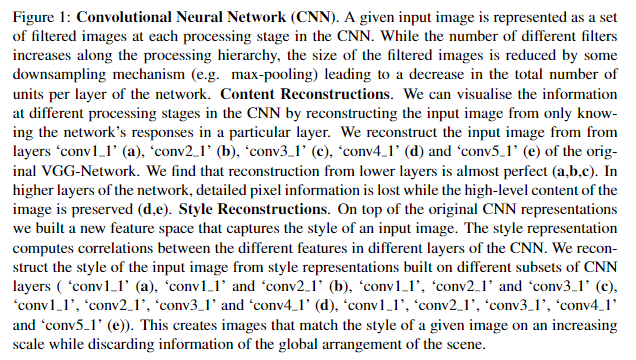 Figure 1: Convolutional Neural Network (CNN). A given input image is represented as a set
of filtered images at each processing stage in the CNN. While the number of different filters
increases along the processing hierarchy, the size of the filtered images is reduced by some
downsampling mechanism (e.g. max-pooling) leading to a decrease in the total number of
units per layer of the network. Content Reconstructions. We can visualise the information
at different processing stages in the CNN by reconstructing the input image from only know-
ing the network's responses in a particular layer. We reconstruct the input image from from
layers ‘conv1_1’ (a), ‘conv2_1’ (b), ‘conv3_1’ (c), ‘conv4_1’ (d) and ‘conv5_1’ (e) of the orig-
inal VGG-Network. We find that reconstruction from lower layers is almost perfect (a,b,c). In
higher layers of the network, detailed pixel information is lost while the high-level content of the
image is preserved (d,e). Style Reconstructions. On top of the original CNN representations
we built a new feature space that captures the style of an input image. The style representation
computes correlations between the different features in different layers of the CNN. We recon-
struct the style of the input image from style representations built on different subsets of CNN
layers ( ‘conv1_1’ (a), ‘conv1_1’ and ‘conv2_1’ (b), ‘conv1_1’, ‘conv2_1’ and ‘conv3_1’ (c),
‘conv1_1’, ‘conv2_1’, ‘conv3_1’ and ‘conv4_1’ (d), ‘conv1_1’, ‘conv2_1’, ‘conv3_1’, ‘conv4_1’
and ‘conv5_1’ (e)). This creates images that match the style of a given image on an increasing
scale while discarding information of the global arrangement of the scene.